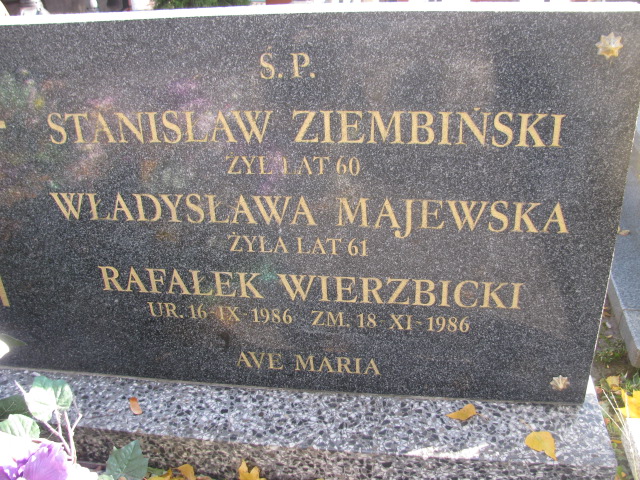 Ś.P.
STANISŁAW ZIEMBIŃSKI
ŻYŁ LAT 60
WŁADYSŁAWA MAJEWSKA
ŻYŁA LAT 61
RAFAŁEK WIERZBICKI
UR. 16-IX-1986 ZM. 18-XI-1986
AVE MARIA